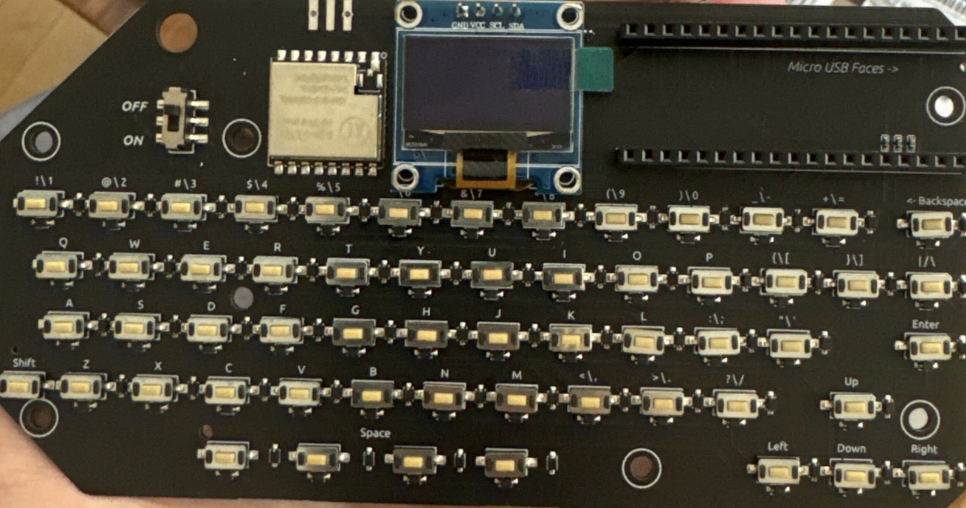 GND VCC SCL SDA
Micro USB Faces ->
OFF
ON
!\1 @\2 #\3 $\4 %\5 &\7 (\9 )\0 _\- +\= <- Backspace
Q W E R T Y U I O P {\[ }\] |/\
A S D F G H J K L :\; "\' Enter
Shift Z X C V B N M <\, >\. ?\/ Up
Space
Left Down Right